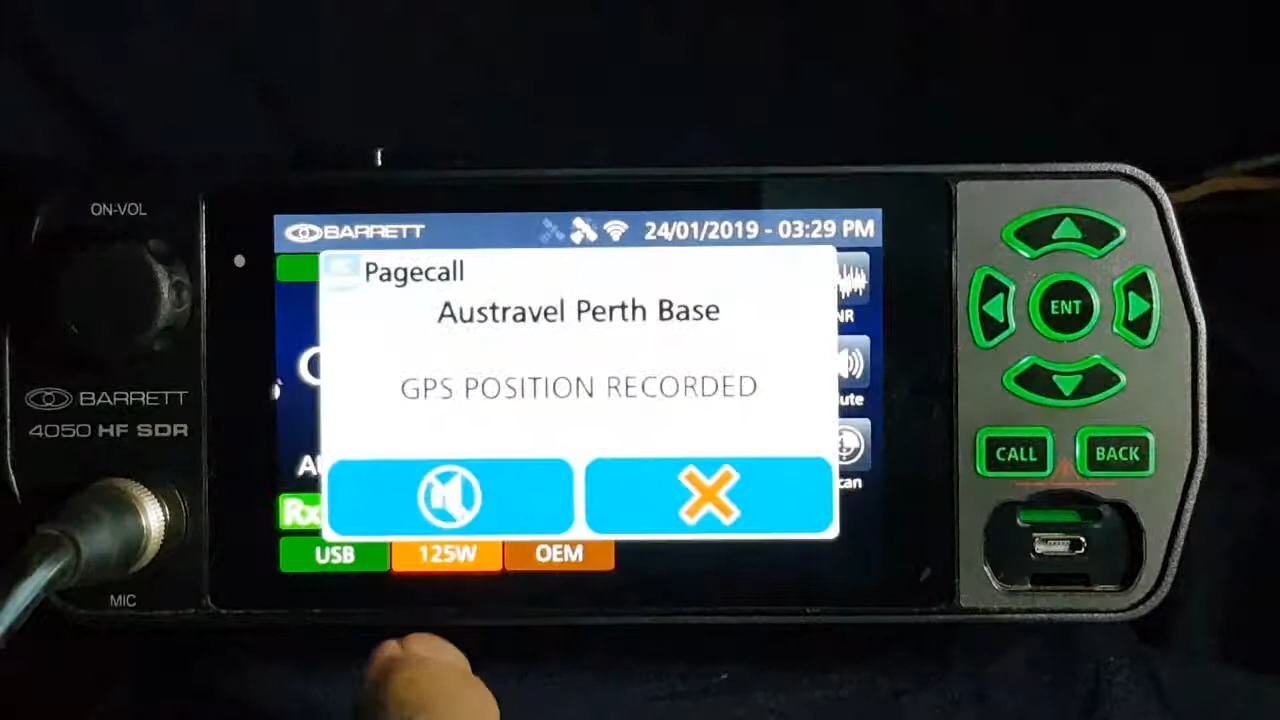 ON-VOL
BARRETT
4050 HF SDR
MIC
BARRETT 24/01/2019 - 03:29 PM
Pagecall
Austravel Perth Base
GPS POSITION RECORDED
Rx
USB 125W OEM
ENT
CALL BACK